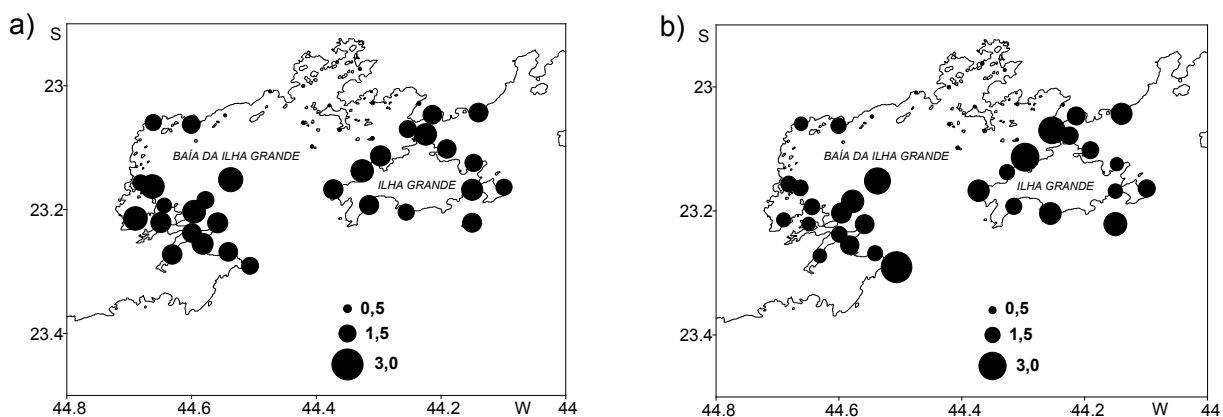 a)
S
23
23.2
23.4
BAÍA DA ILHA GRANDE
ILHA GRANDE
0,5
1,5
3,0
44.8
44.6
44.4
44.2
W
44
b)
S
23
23.2
23,4
BAÍA DA ILHA GRANDE
ILHA GRANDE
0,5
1,5
3,0
44.8
44.6
44.4
44.2
W
44